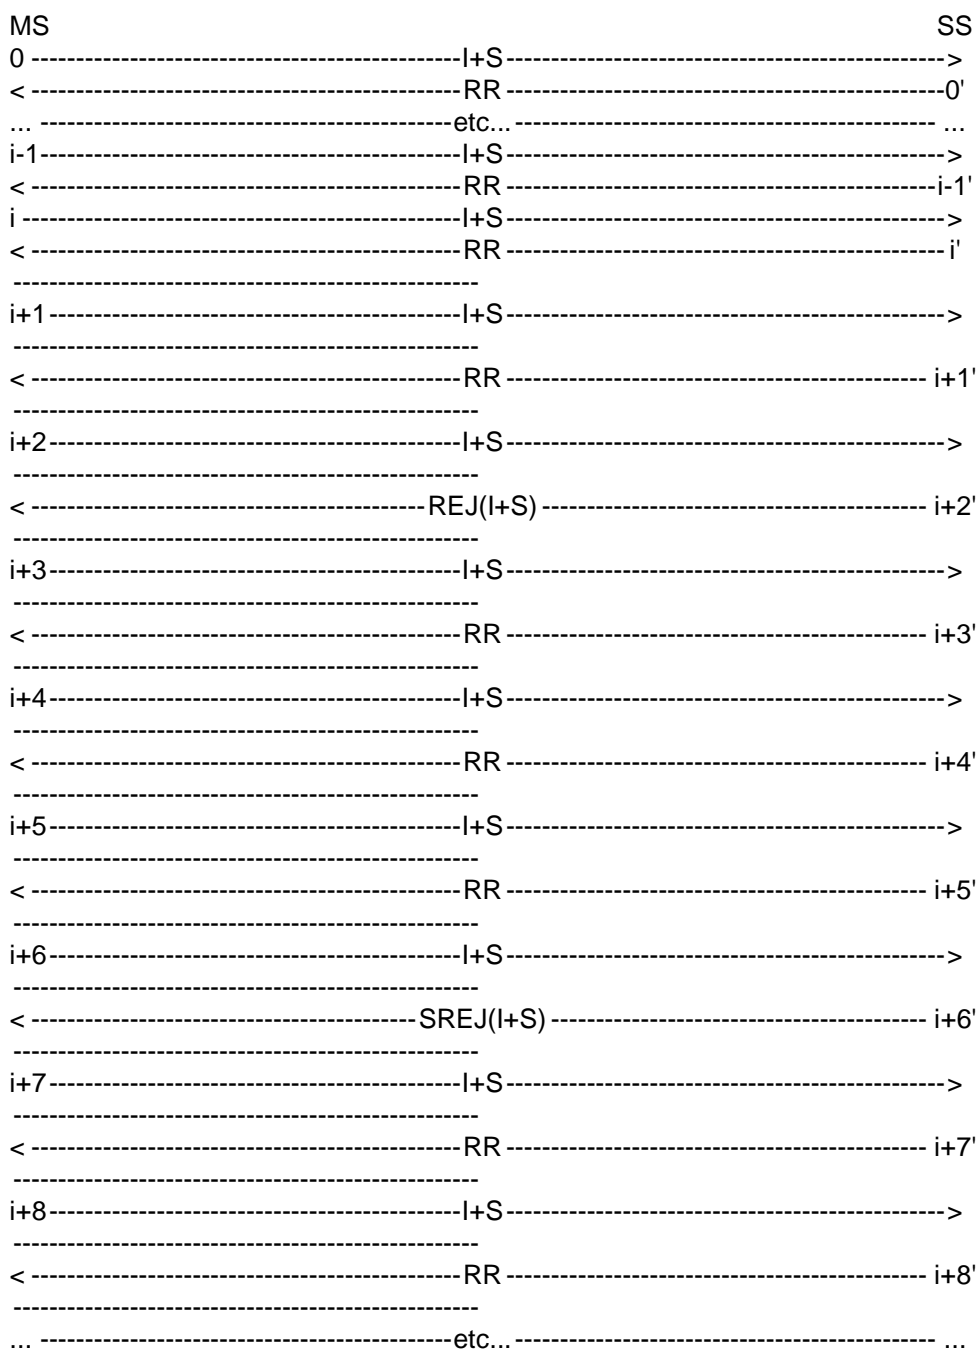 MS SS
0 ------------------------------------------------I+S-------------------------------------------------->
< ------------------------------------------------RR --------------------------------------------------0'
... ----------------------------------------------etc...----------------------------------------------- ...
i-1-----------------------------------------------I+S-------------------------------------------------->
< ------------------------------------------------RR -------------------------------------------------i-1'
i -------------------------------------------------I+S-------------------------------------------------->
< ------------------------------------------------RR -------------------------------------------------- i'
----------------------------------------------------
i+1----------------------------------------------I+S-------------------------------------------------->
----------------------------------------------------
< ------------------------------------------------RR ----------------------------------------------- i+1'
----------------------------------------------------
i+2----------------------------------------------I+S-------------------------------------------------->
----------------------------------------------------
< --------------------------------------------REJ(I+S) ------------------------------------------- i+2'
----------------------------------------------------
i+3----------------------------------------------I+S-------------------------------------------------->
----------------------------------------------------
< ------------------------------------------------RR ----------------------------------------------- i+3'
----------------------------------------------------
i+4----------------------------------------------I+S-------------------------------------------------->
----------------------------------------------------
< ------------------------------------------------RR ----------------------------------------------- i+4'
----------------------------------------------------
i+5----------------------------------------------I+S-------------------------------------------------->
----------------------------------------------------
< ------------------------------------------------RR ----------------------------------------------- i+5'
----------------------------------------------------
i+6----------------------------------------------I+S-------------------------------------------------->
----------------------------------------------------
< -------------------------------------------SREJ(I+S) ------------------------------------------ i+6'
----------------------------------------------------
i+7----------------------------------------------I+S-------------------------------------------------->
----------------------------------------------------
< ------------------------------------------------RR ----------------------------------------------- i+7'
----------------------------------------------------
i+8----------------------------------------------I+S-------------------------------------------------->
----------------------------------------------------
< ------------------------------------------------RR ----------------------------------------------- i+8'
----------------------------------------------------
... ----------------------------------------------etc...----------------------------------------------- ...